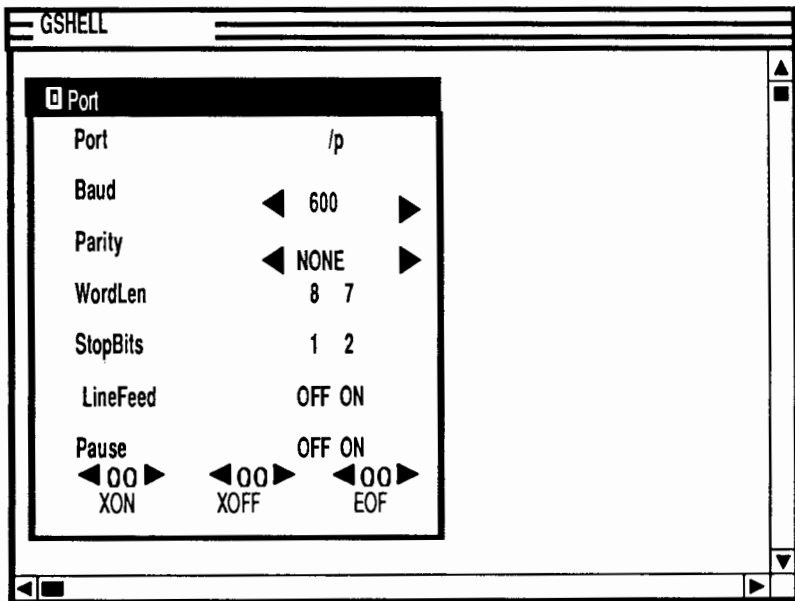 GSHELL
Port
Port /p
Baud 600
Parity NONE
WordLen 8 7
StopBits 1 2
LineFeed OFF ON
Pause OFF ON
00 00 00
XON XOFF EOF